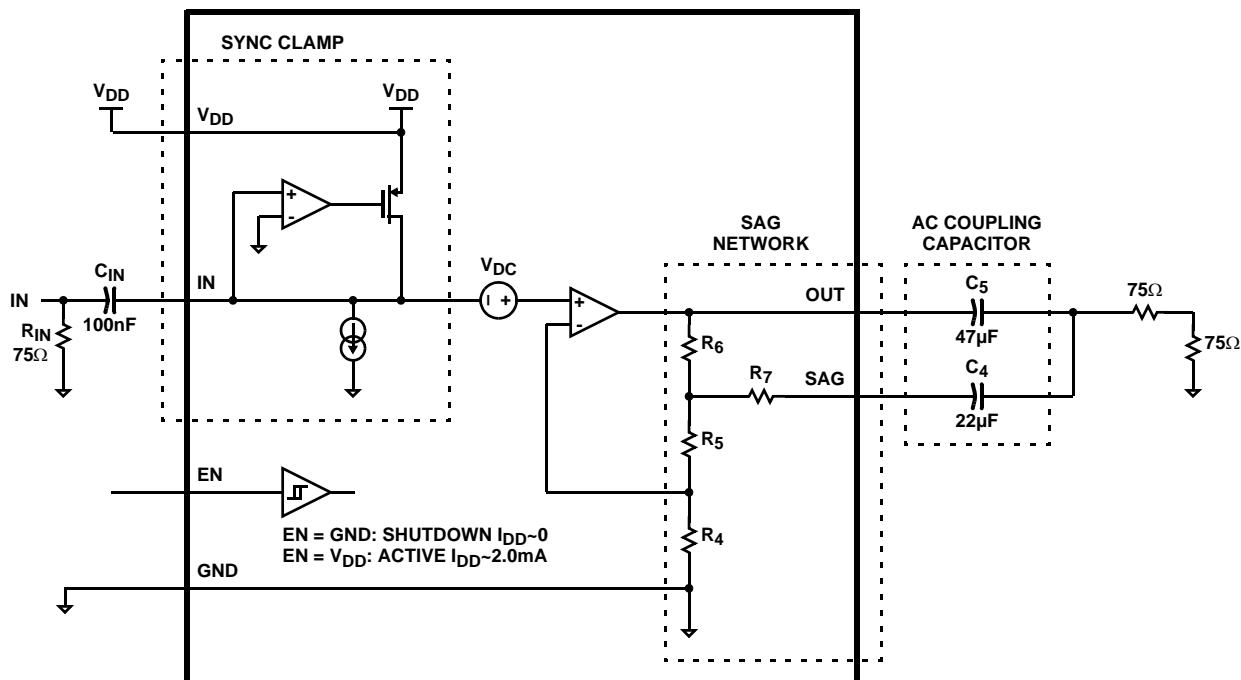 SYNC CLAMP
VDD
VDD
VDD
+
-
SAG
NETWORK
AC COUPLING
CAPACITOR
CIN
IN
IN
100nF
RIN
75Ω
VDC
+
-
OUT
C5
47µF
75Ω
75Ω
R6
R7
SAG
C4
22µF
R5
EN
R4
EN = GND: SHUTDOWN IDD~0
EN = VDD: ACTIVE IDD~2.0mA
GND